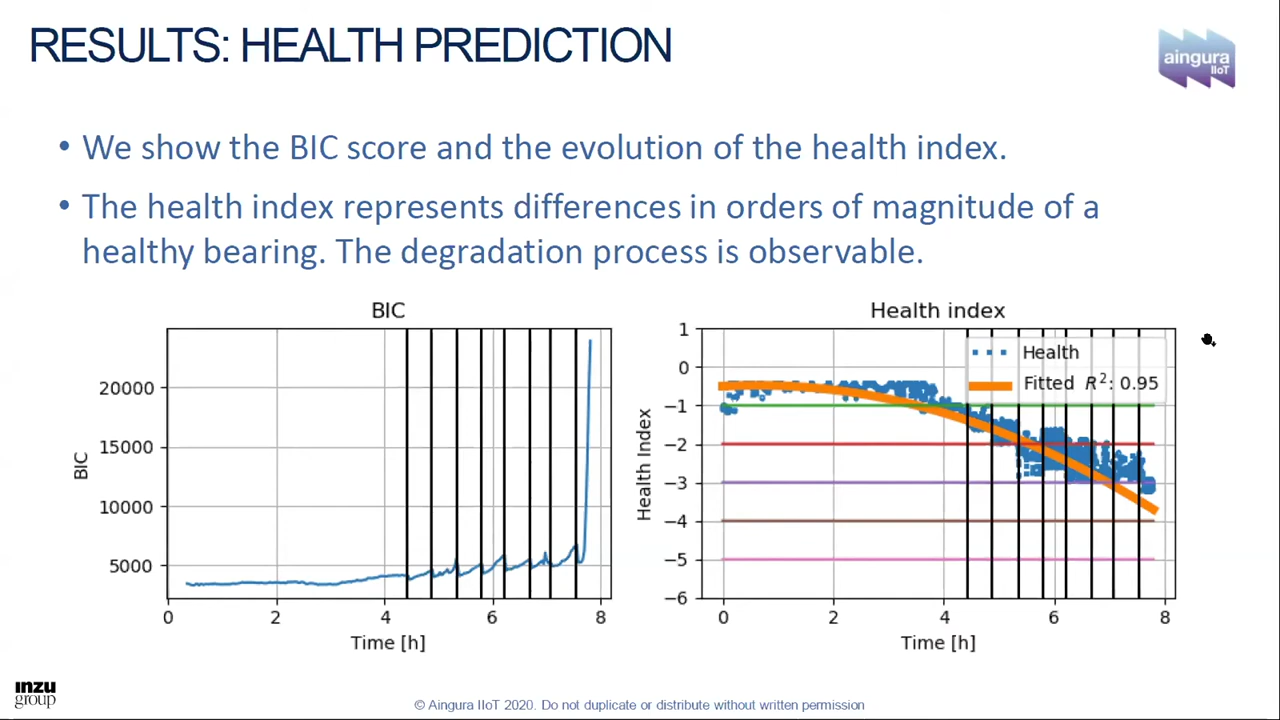 RESULTS: HEALTH PREDICTION
aingura
IIoT
• We show the BIC score and the evolution of the health index.
• The health index represents differences in orders of magnitude of a
healthy bearing. The degradation process is observable.
BIC
20000
15000
10000
5000
BIC
0 2 4 6 8
Time [h]
Health index
1
0
−1
−2
−3
−4
−5
−6
Health Index
Health
Fitted R²: 0.95
0 2 4 6 8
Time [h]
inzu
group
© Aingura IIoT 2020. Do not duplicate or distribute without written permission